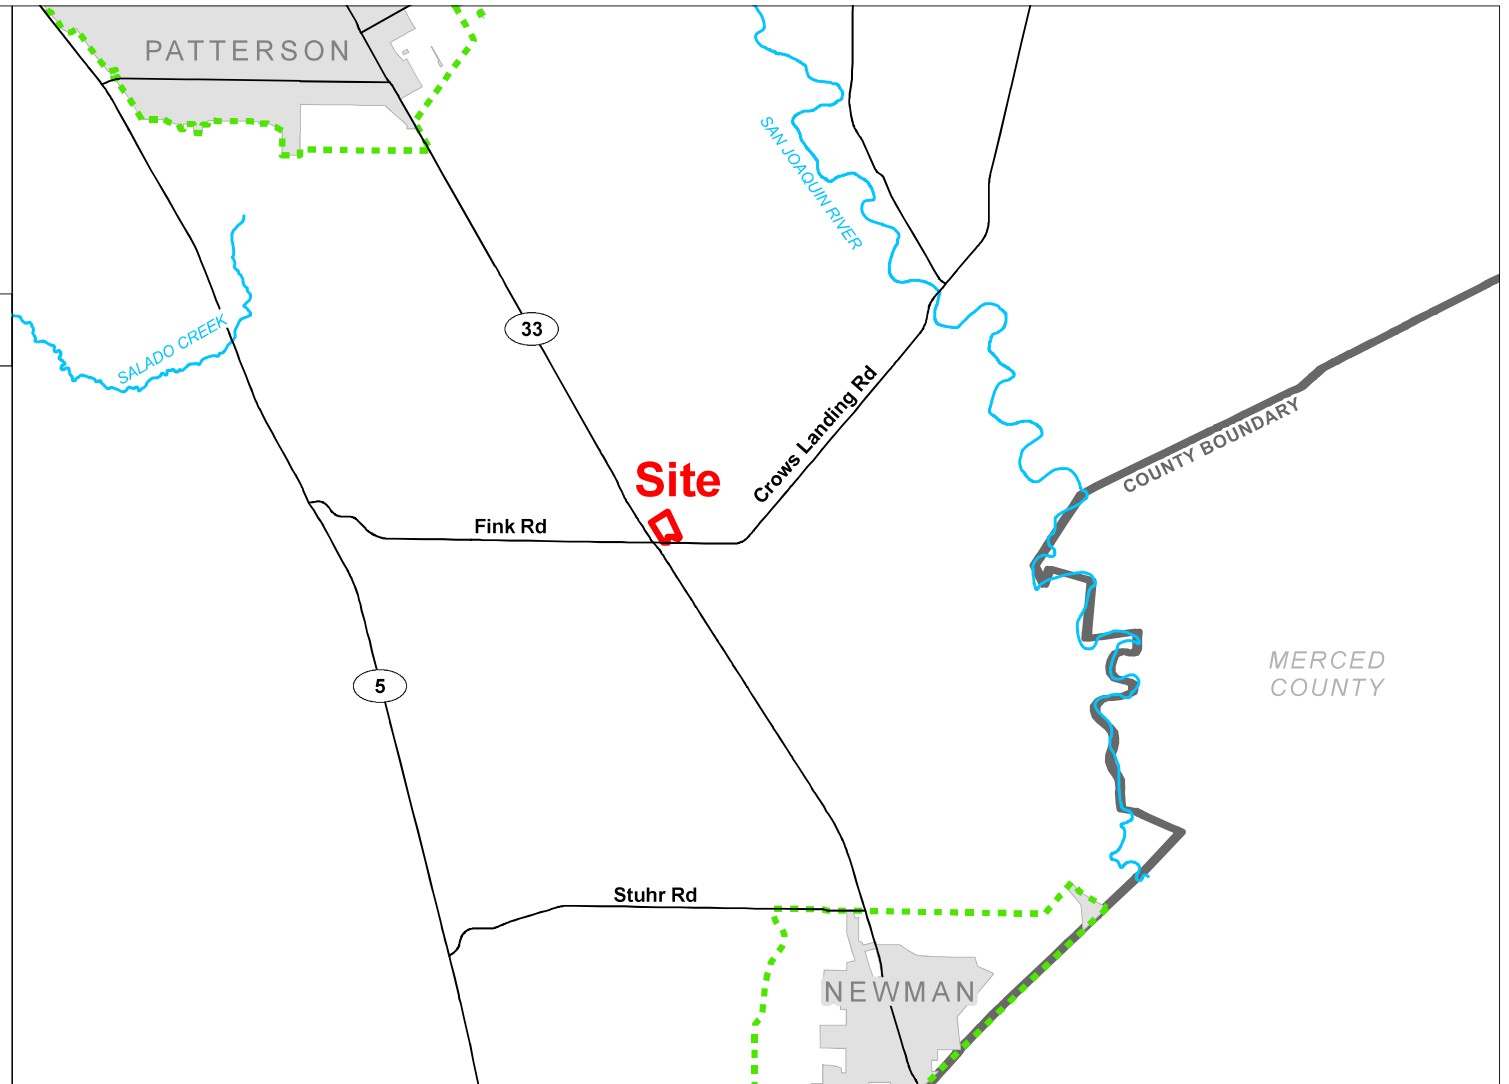 PATTERSON
SAN JOAQUIN RIVER
33
SALADO CREEK
Crows Landing Rd
COUNTY BOUNDARY
Site
Fink Rd
MERCED
COUNTY
5
Stuhr Rd
NEWMAN